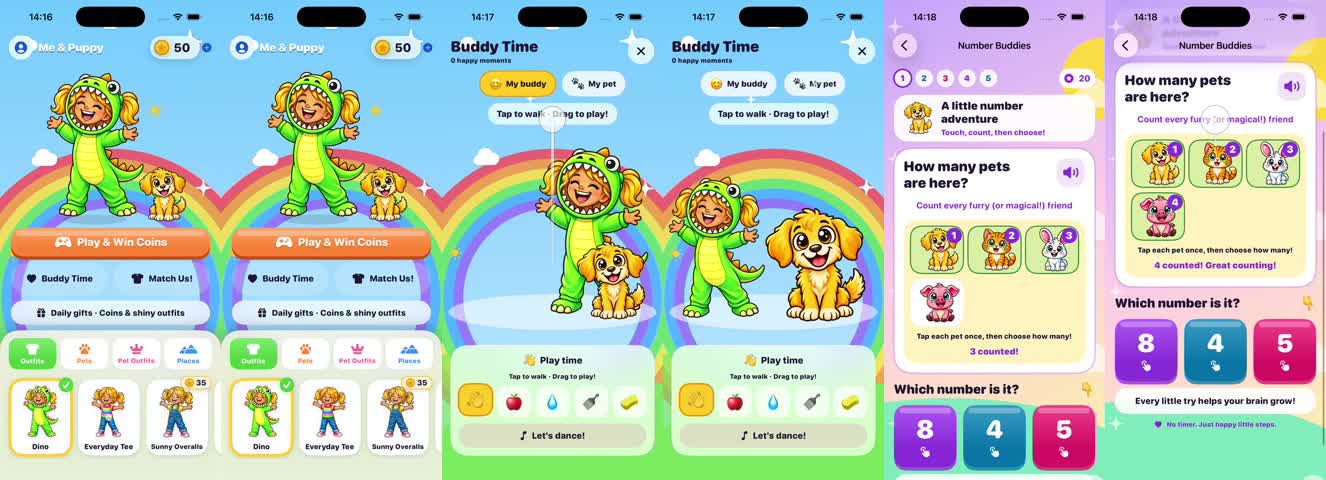 14:16
Me & Puppy
50
Play & Win Coins
Buddy Time
Match Us!
Daily gifts · Coins & shiny outfits
Outfits
Pets
Pet Outfits
Places
35
Dino
Everyday Tee
Sunny Overalls
14:16
Me & Puppy
50
Play & Win Coins
Buddy Time
Match Us!
Daily gifts · Coins & shiny outfits
Outfits
Pets
Pet Outfits
Places
35
Dino
Everyday Tee
Sunny Overalls
14:17
Buddy Time
0 happy moments
My buddy
My pet
Tap to walk · Drag to play!
Play time
Tap to walk · Drag to play!
Let's dance!
14:17
Buddy Time
0 happy moments
My buddy
My pet
Tap to walk · Drag to play!
Play time
Tap to walk · Drag to play!
Let's dance!
14:18
Number Buddies
1 2 3 4 5
20
A little number
adventure
Touch, count, then choose!
How many pets
are here?
Count every furry (or magical!) friend
1 2 3
Tap each pet once, then choose how many!
3 counted!
Which number is it?
8 4 5
14:18
A little number
adventure
Number Buddies
How many pets
are here?
Count every furry (or magical!) friend
1 2 3
4
Tap each pet once, then choose how many!
4 counted! Great counting!
Which number is it?
8 4 5
Every little try helps your brain grow!
No timer. Just happy little steps.